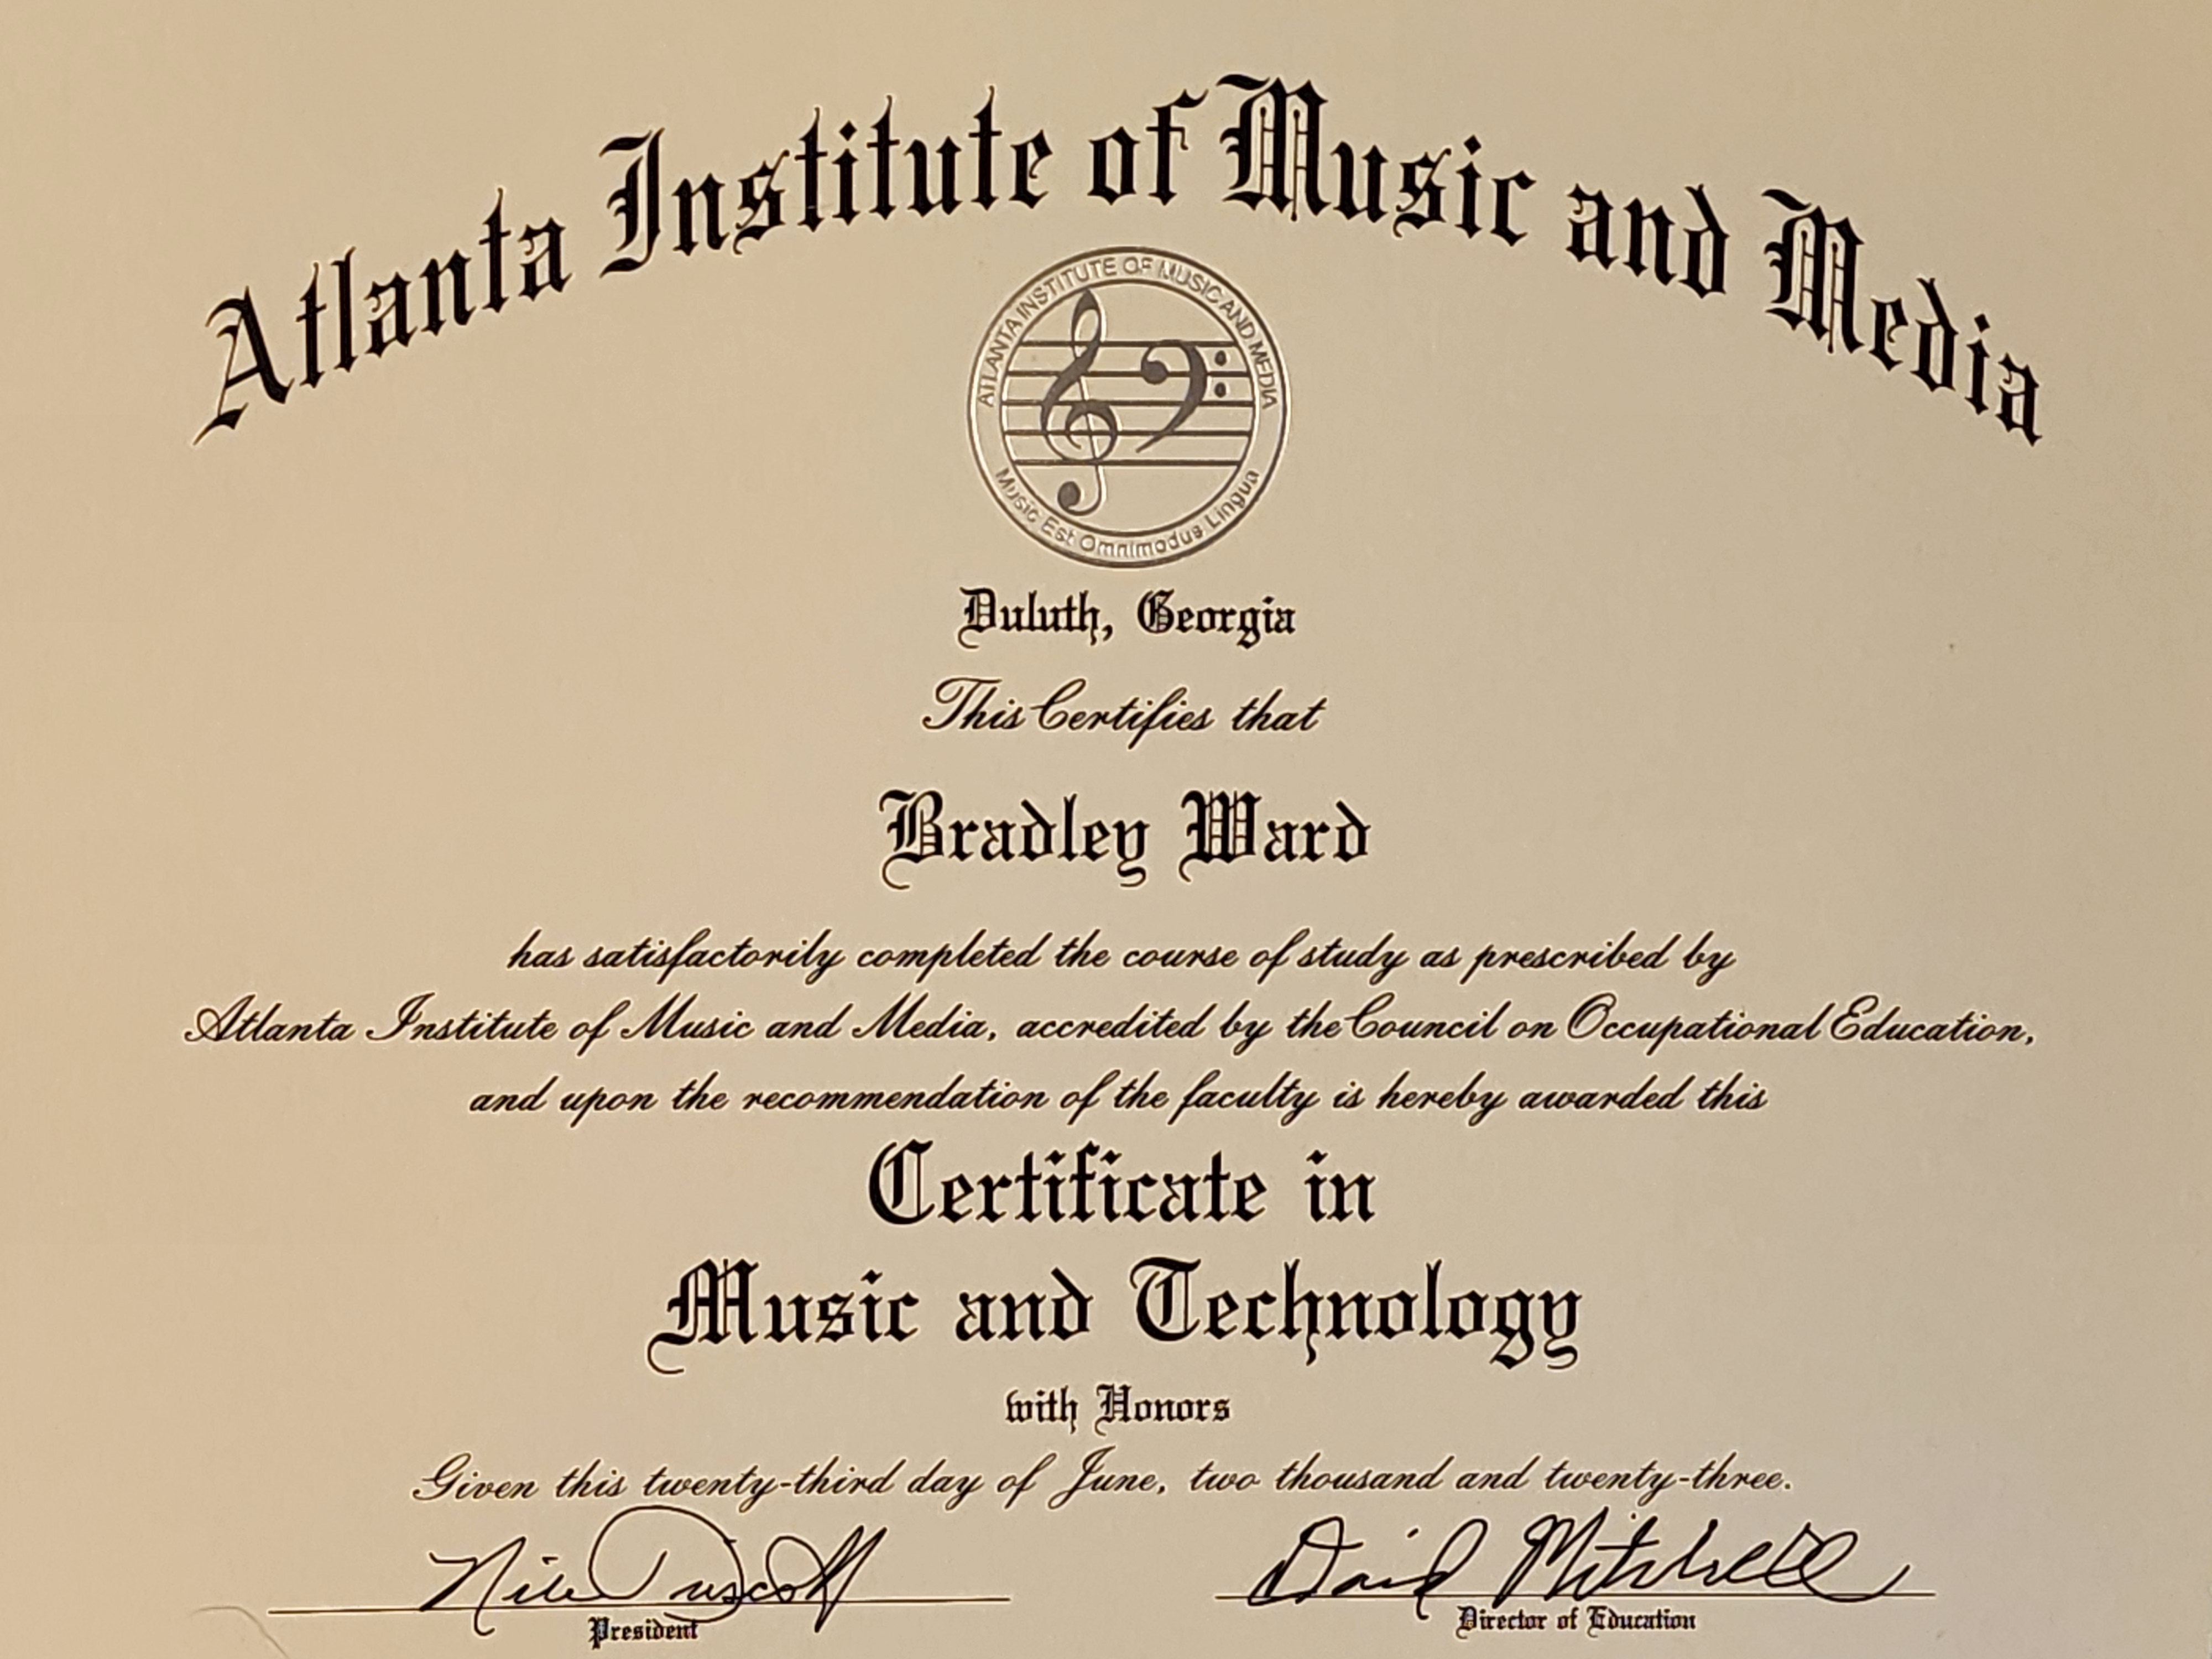 Atlanta Institute of Music and Media
ATLANTA INSTITUTE OF MUSIC AND MEDIA
Music Est Omnimodus Lingua
Duluth, Georgia
This Certifies that
Bradley Ward
has satisfactorily completed the course of study as prescribed by
Atlanta Institute of Music and Media, accredited by the Council on Occupational Education,
and upon the recommendation of the faculty is hereby awarded this
Certificate in
Music and Technology
with Honors
Given this twenty-third day of June, two thousand and twenty-three.
David Mitchell
President
Director of Education